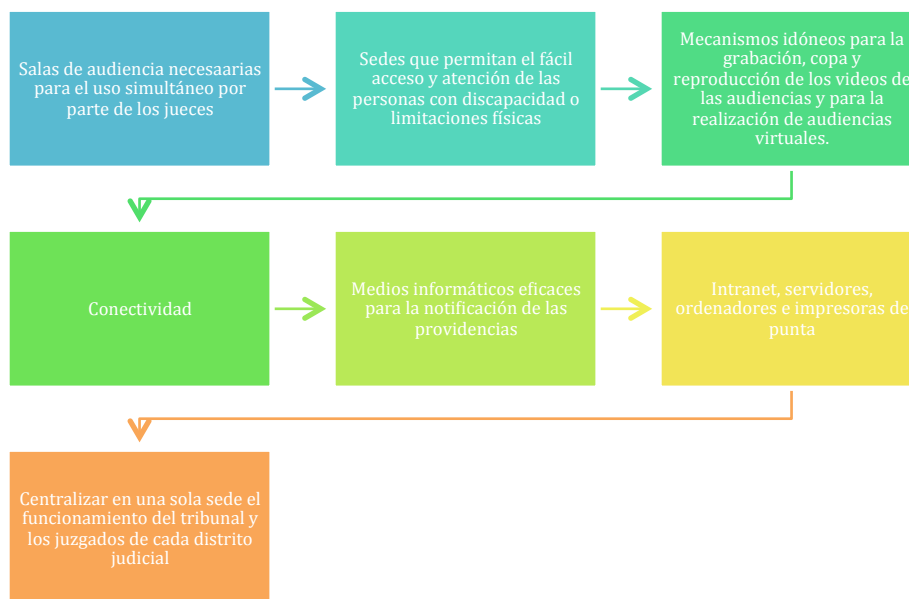 Salas de audiencia necesaarias
para el uso simultáneo por
parte de los jueces
Sedes que permitan el fácil
acceso y atención de las
personas con discapacidad o
limitaciones físicas
Mecanismos idóneos para la
grabación, copa y
reproducción de los videos de
las audiencias y para la
realización de audiencias
virtuales.
Conectividad
Medios informáticos eficaces
para la notificación de las
providencias
Intranet, servidores,
ordenadores e impresoras de
punta
Centralizar en una sola sede el
funcionamiento del tribunal y
los juzgados de cada distrito
judicial